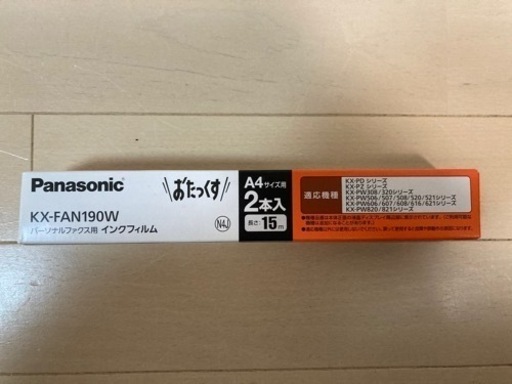 Panasonic
おたっくす
KX-FAN190W
パーソナルファクス用 インクフィルム
N4J
A4サイズ用
2本入
長さ:15m
適応機種
KX-PD シリーズ
KX-PZ シリーズ
KX-PW308/320シリーズ
KX-PW506/507/508/520/521シリーズ
KX-PW606/607/608/616/621シリーズ
KX-PW820/821シリーズ